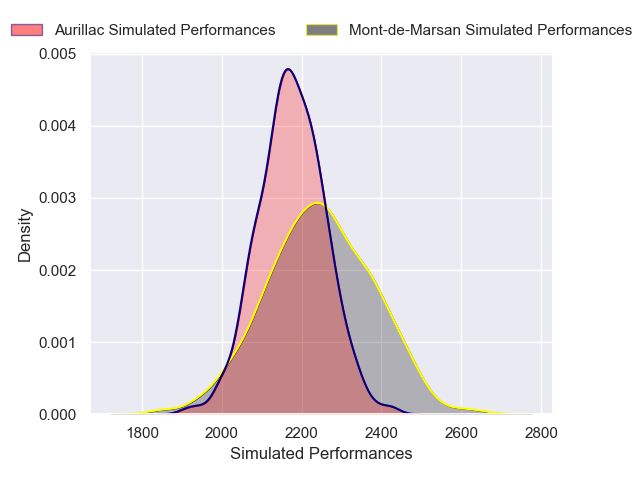 Aurillac Simulated Performances
Mont-de-Marsan Simulated Performances
0.005
0.004
0.003
0.002
0.001
0.000
Density
1800 2000 2200 2400 2600 2800
Simulated Performances